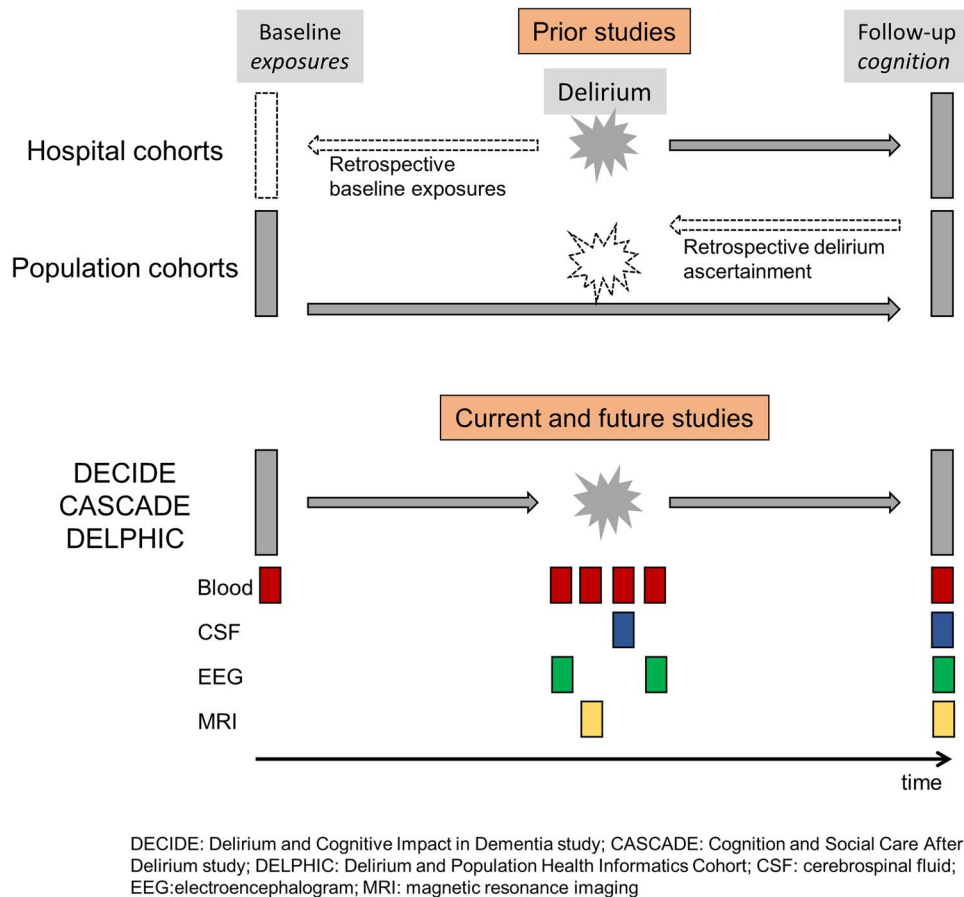 Baseline
exposures
Prior studies
Follow-up
cognition
Delirium
Hospital cohorts
Retrospective
baseline exposures
Population cohorts
Retrospective delirium
ascertainment
Current and future studies
DECIDE
CASCADE
DELPHIC
Blood
CSF
EEG
MRI
time
DECIDE: Delirium and Cognitive Impact in Dementia study; CASCADE: Cognition and Social Care After
Delirium study; DELPHIC: Delirium and Population Health Informatics Cohort; CSF: cerebrospinal fluid;
EEG:electroencephalogram; MRI: magnetic resonance imaging